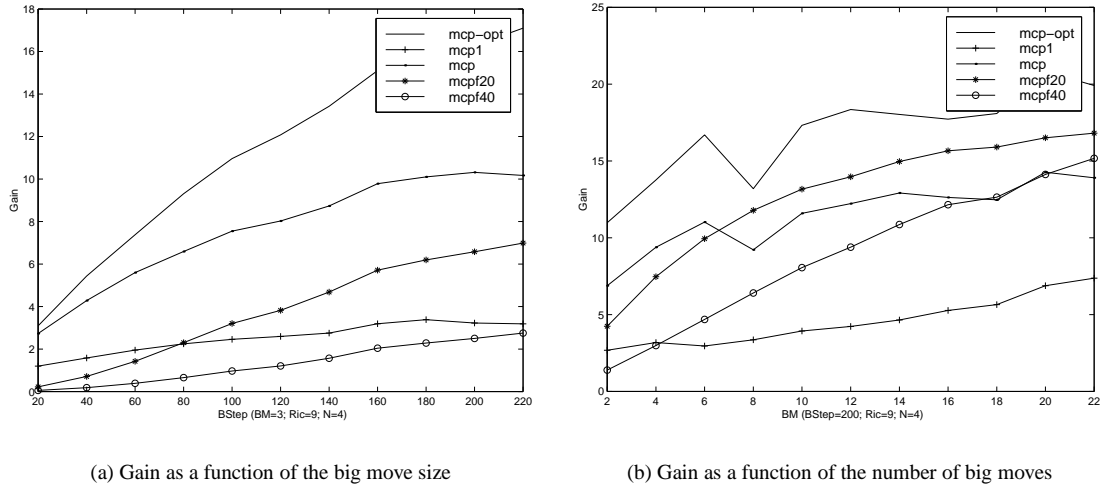 18
16
14
12
10
8
6
4
2
0
Gain
mcp-opt
mcp1
mcp
mcpf20
mcpf40
20 40 60 80 100 120 140 160 180 200 220
BStep (BM=3; Ric=9; N=4)
(a) Gain as a function of the big move size
25
20
15
10
5
0
Gain
mcp-opt
mcp1
mcp
mcpf20
mcpf40
2 4 6 8 10 12 14 16 18 20 22
BM (BStep=200; Ric=9; N=4)
(b) Gain as a function of the number of big moves